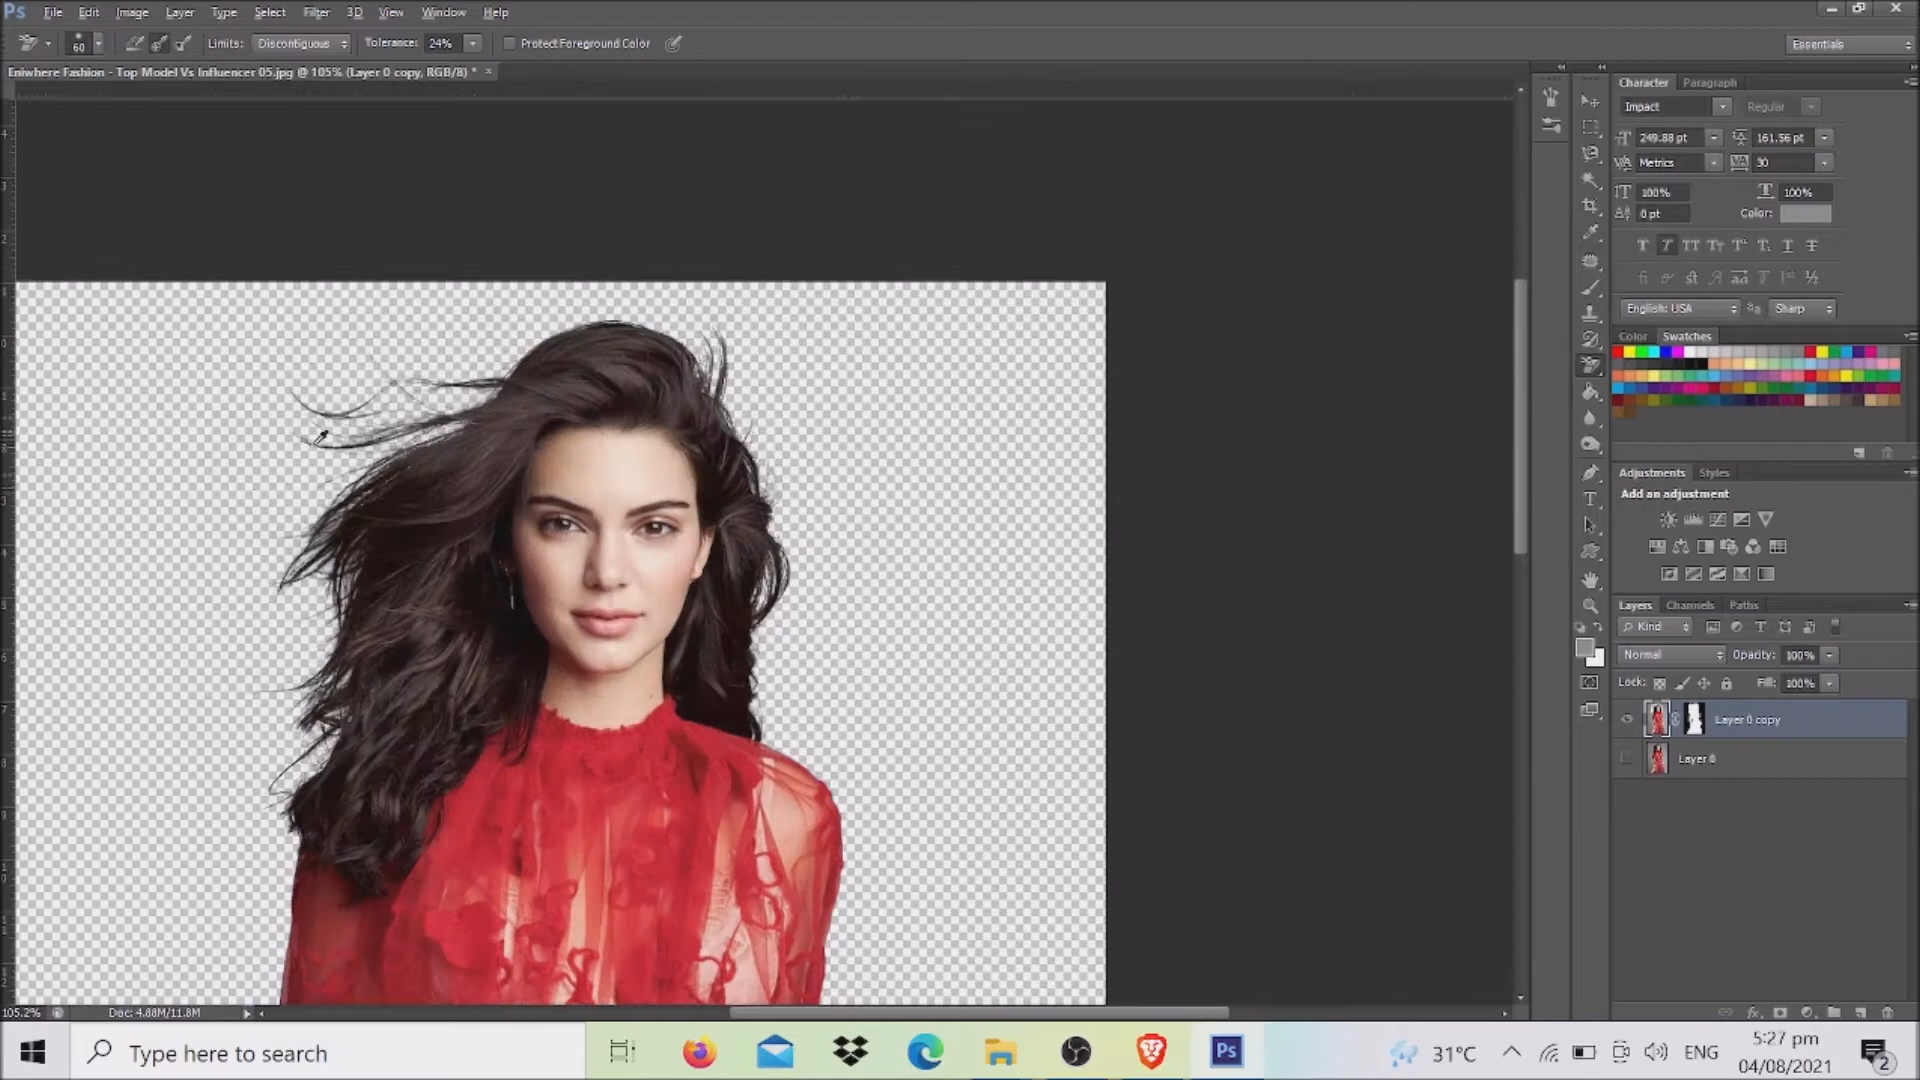 Ps File Edit Image Layer Type Select Filter 3D View Window Help
60 Limits: Discontiguous Tolerance: 24% Protect Foreground Color Essentials
Eniwhere Fashion - Top Model Vs Influencer 05.jpg @ 105% (Layer 0 copy, RGB/8) * ×
Character Paragraph
Impact Regular
249.88 pt 161.56 pt
Metrics 30
100% 100%
0 pt Color:
English: USA Sharp
Color Swatches
Adjustments Styles
Add an adjustment
Layers Channels Paths
Kind
Normal Opacity: 100%
Lock: Fill: 100%
Layer 0 copy
Layer 0
105.2% Doc: 4.88M/11.8M
Type here to search
Ps
31°C ENG
5:27 pm
04/08/2021
2